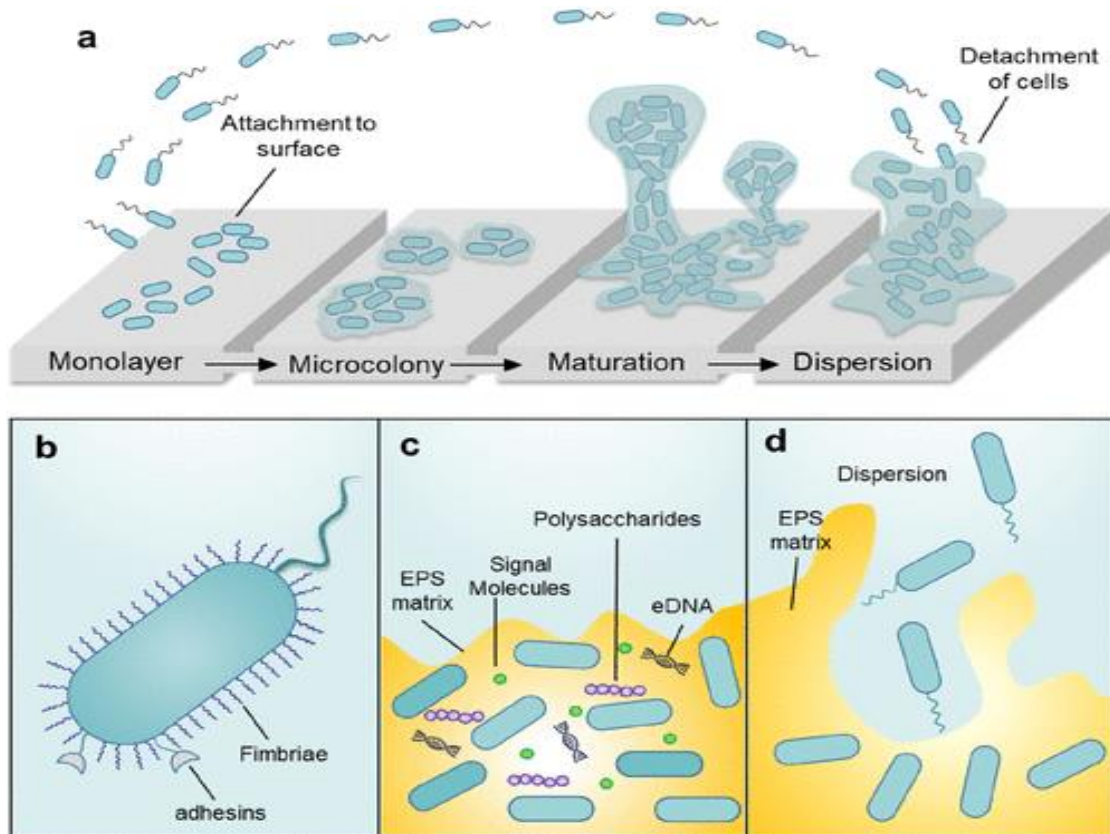 a
Attachment to
surface
Detachment
of cells
Monolayer
Microcolony
Maturation
Dispersion
b
Fimbriae
adhesins
c
Polysaccharides
Signal
Molecules
EPS
matrix
eDNA
d
Dispersion
EPS
matrix